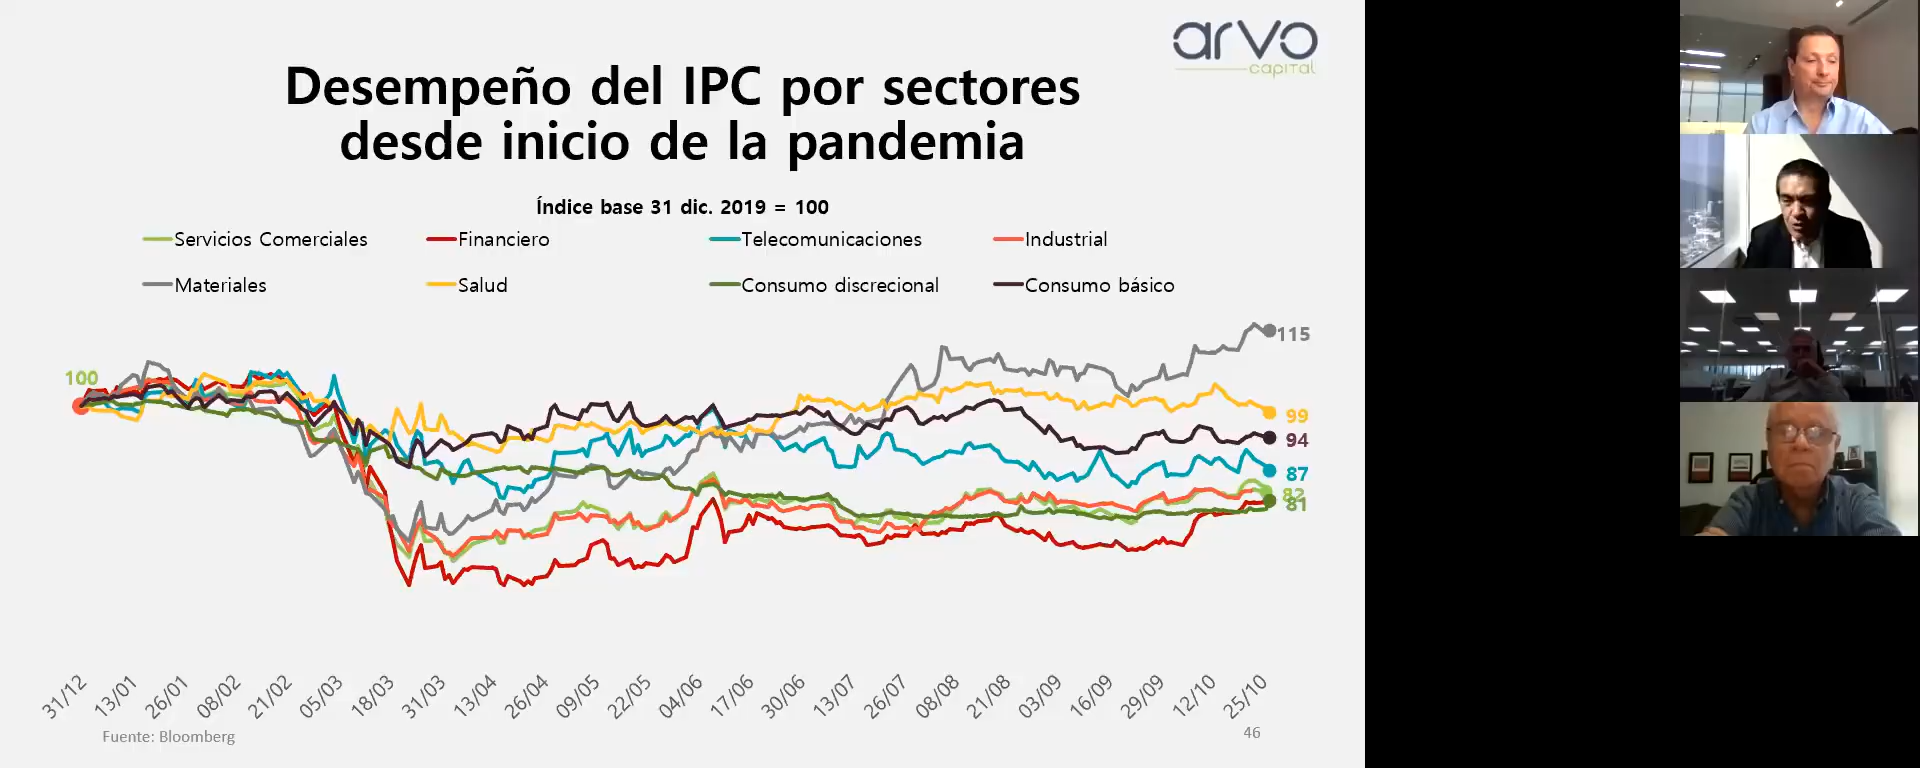 arvo
capital
Desempeño del IPC por sectores
desde inicio de la pandemia
Índice base 31 dic. 2019 = 100
Servicios Comerciales
Financiero
Telecomunicaciones
Industrial
Materiales
Salud
Consumo discrecional
Consumo básico
100
115
99
94
87
82
81
31/12
13/01
26/01
08/02
21/02
05/03
18/03
31/03
13/04
26/04
09/05
22/05
04/06
17/06
30/06
13/07
26/07
08/08
21/08
03/09
16/09
29/09
12/10
25/10
Fuente: Bloomberg
46